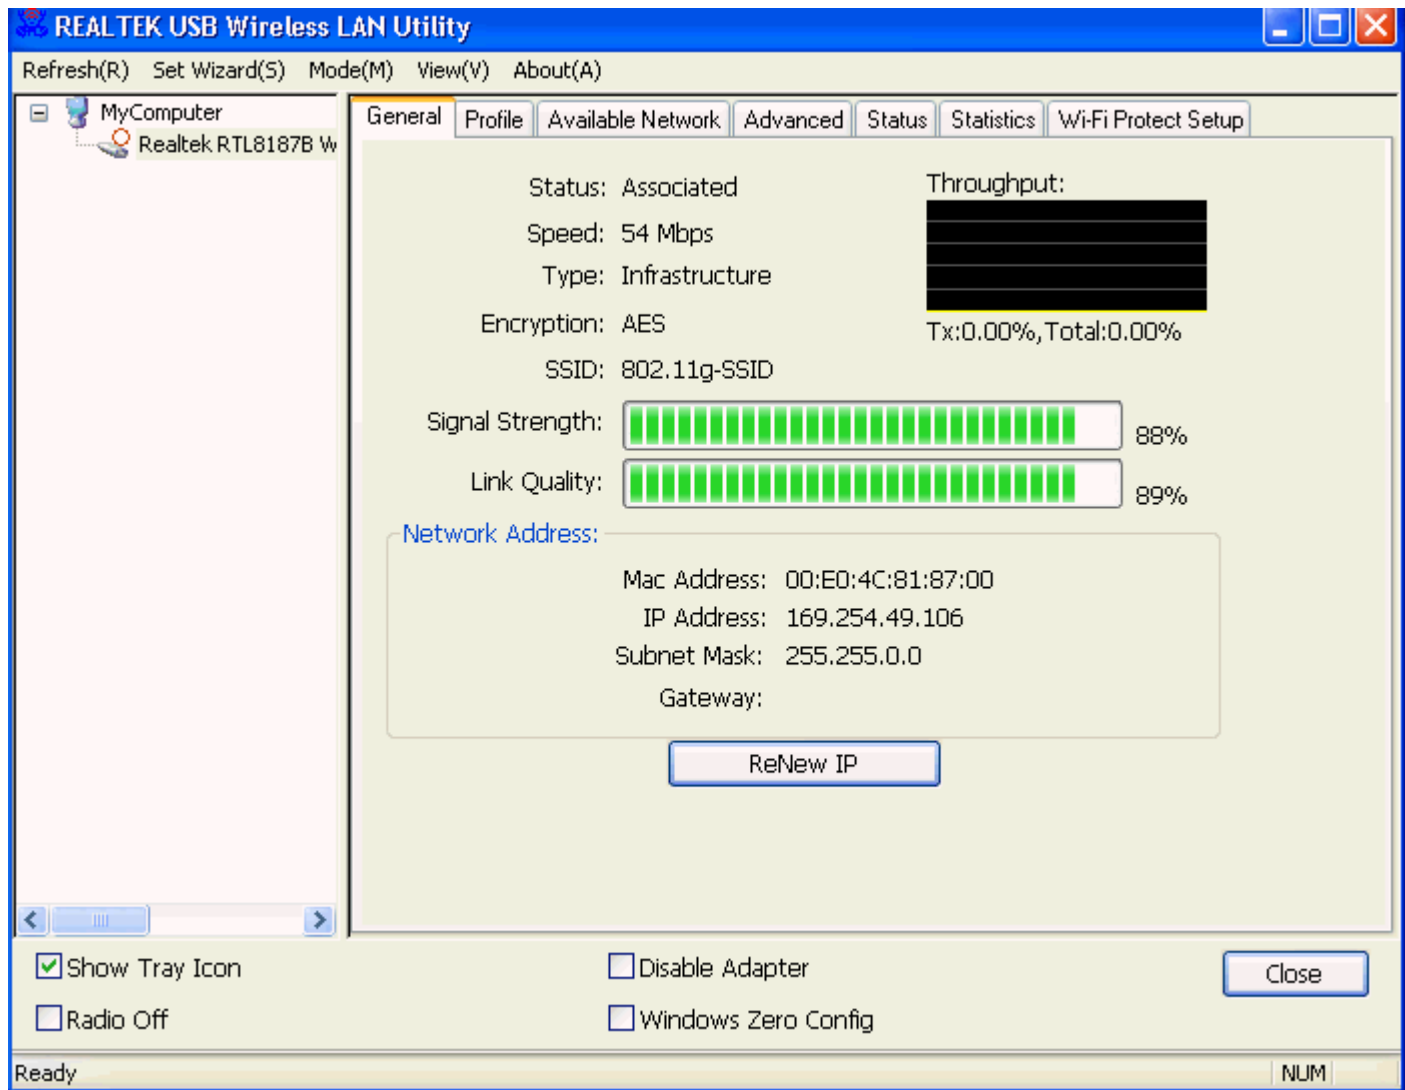 REALTEK USB Wireless LAN Utility
Refresh(R) Set Wizard(S) Mode(M) View(V) About(A)
MyComputer
Realtek RTL8187B W
General Profile Available Network Advanced Status Statistics Wi-Fi Protect Setup
Status: Associated
Speed: 54 Mbps
Type: Infrastructure
Encryption: AES
SSID: 802.11g-SSID
Throughput:
Tx:0.00%, Total:0.00%
Signal Strength: 88%
Link Quality: 89%
Network Address:
Mac Address: 00:E0:4C:81:87:00
IP Address: 169.254.49.106
Subnet Mask: 255.255.0.0
Gateway:
ReNew IP
Show Tray Icon
Radio Off
Disable Adapter
Windows Zero Config
Close
Ready
NUM